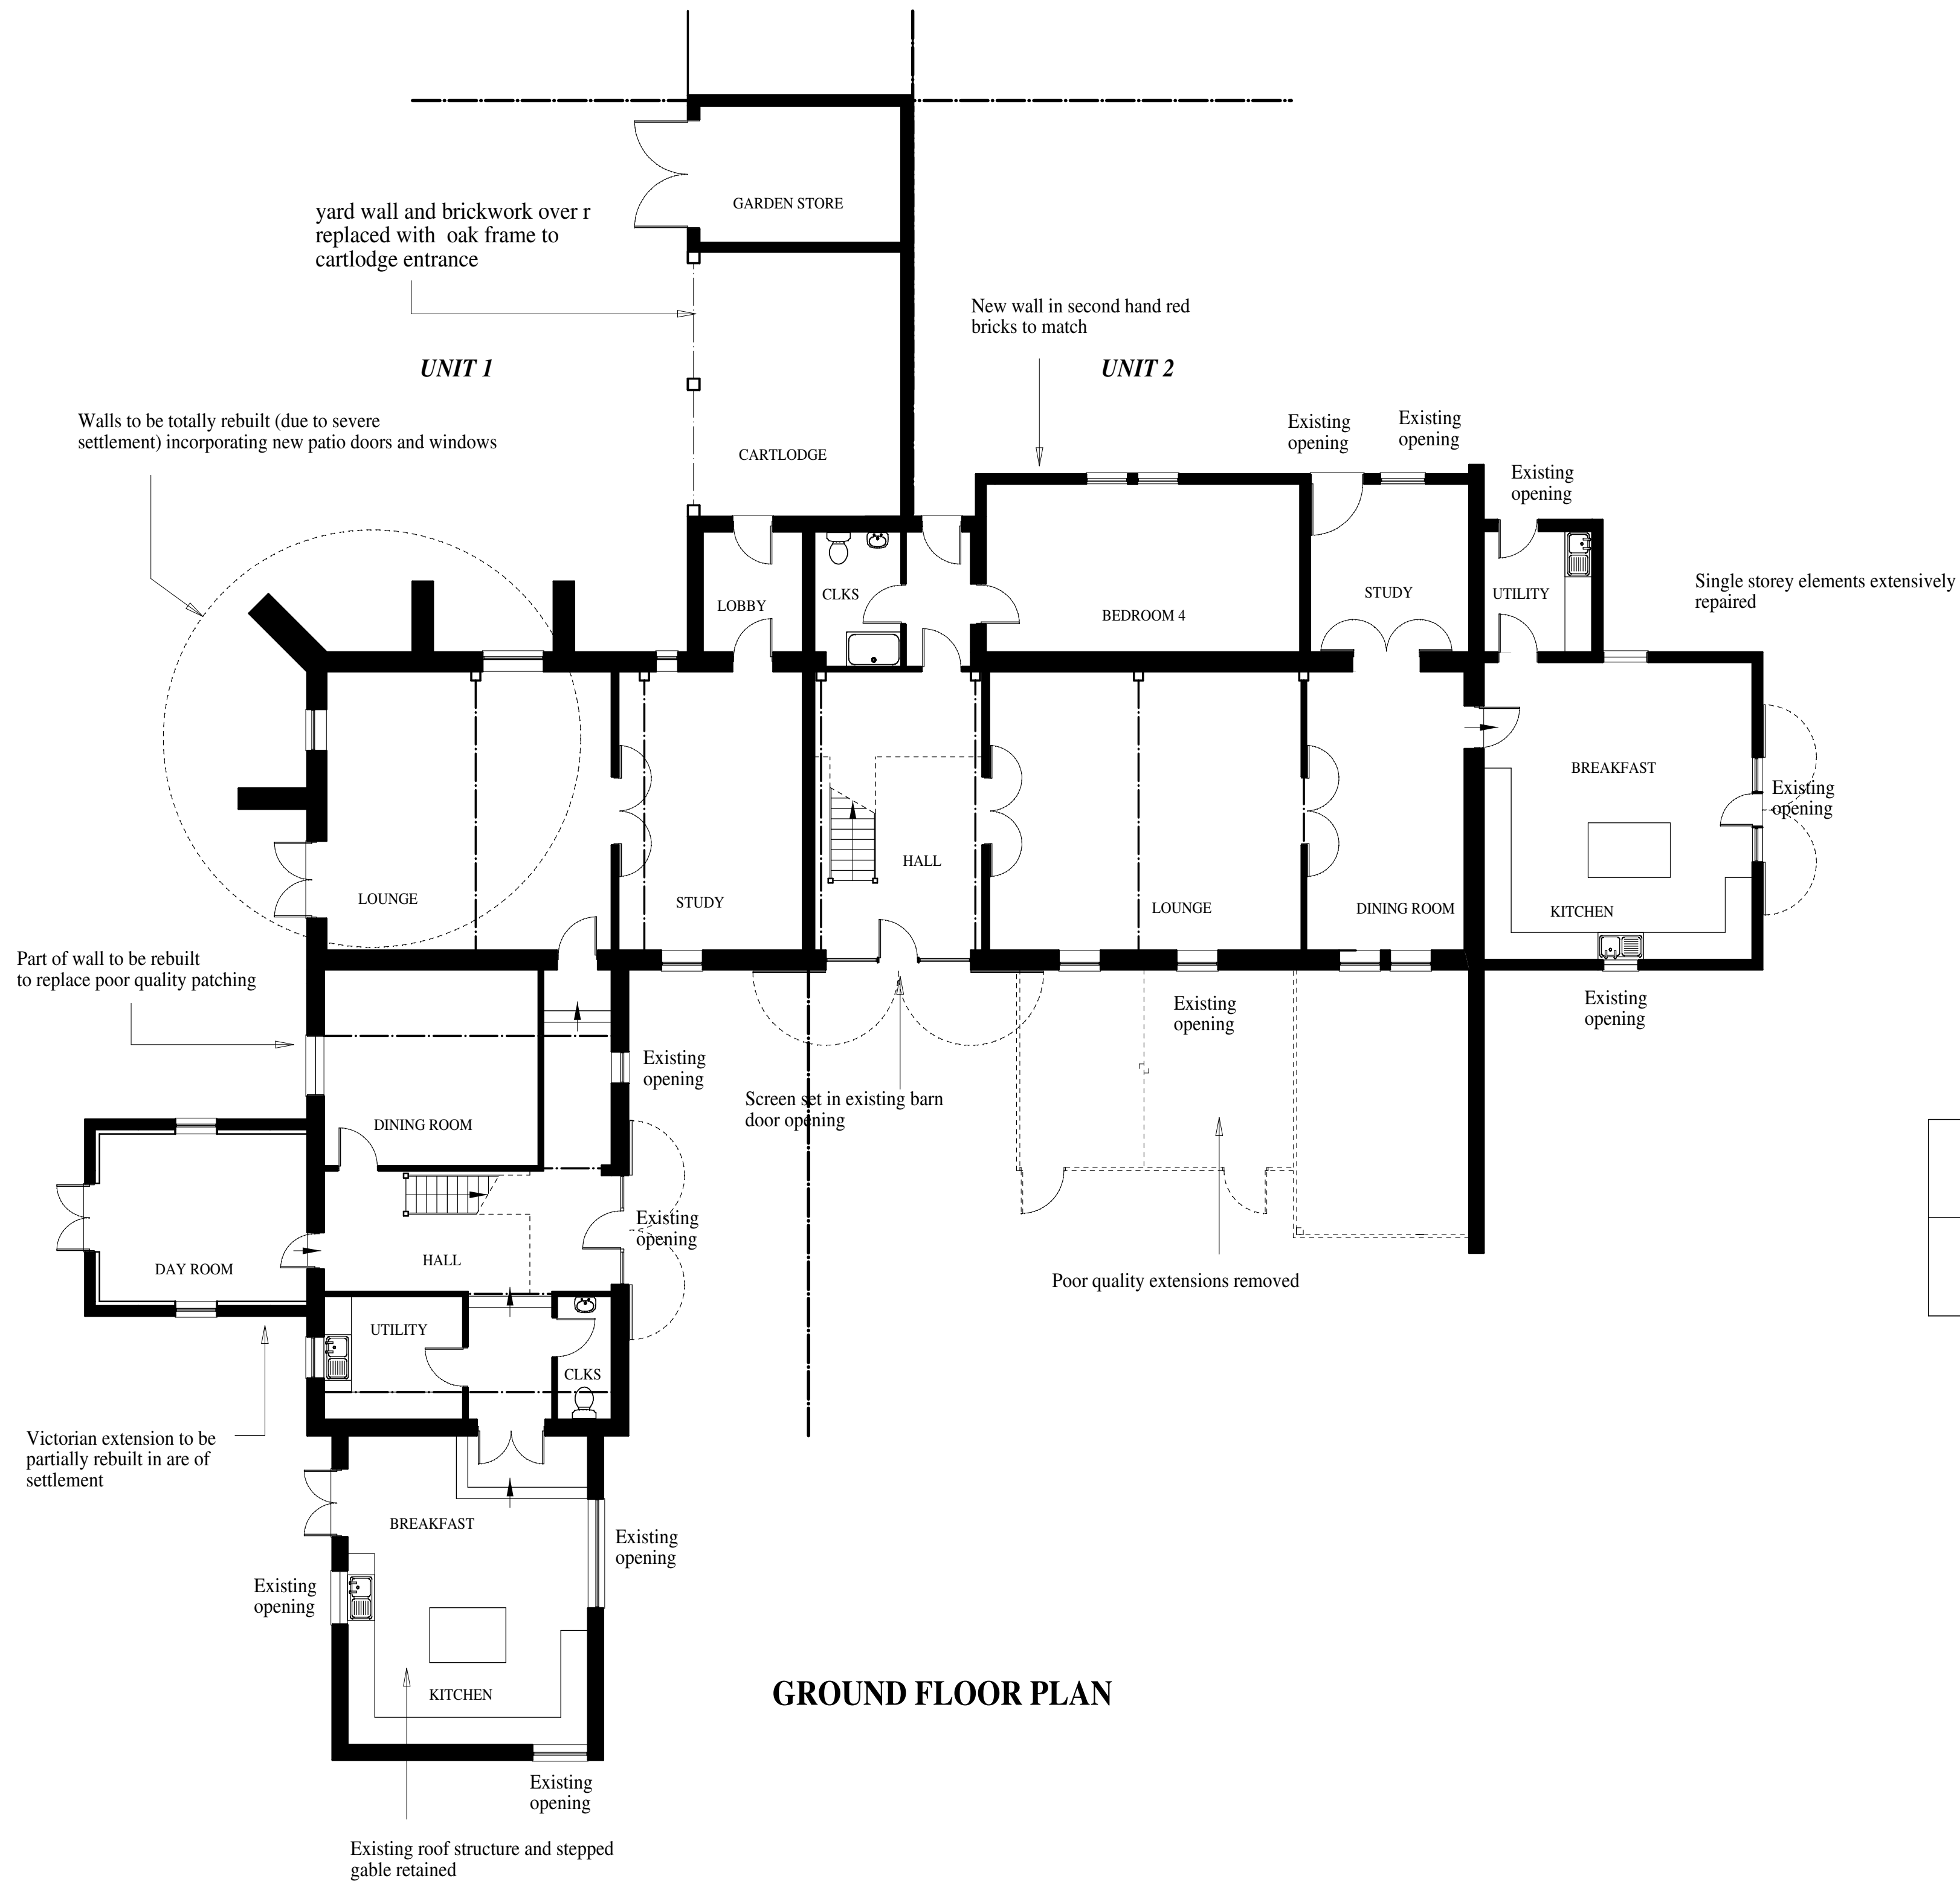 GARDEN STORE
yard wall and brickwork over r
replaced with oak frame to
cartlodge entrance
New wall in second hand red
bricks to match
UNIT 1
UNIT 2
Walls to be totally rebuilt (due to severe
settlement) incorporating new patio doors and windows
Existing
opening
Existing
opening
CARTLODGE
Existing
opening
Single storey elements extensively
repaired
LOBBY
CLKS
BEDROOM 4
STUDY
UTILITY
BREAKFAST
Existing
opening
HALL
LOUNGE
STUDY
LOUNGE
DINING ROOM
KITCHEN
Part of wall to be rebuilt
to replace poor quality patching
Existing
opening
Existing
opening
Existing
opening
Screen set in existing barn
door opening
DINING ROOM
Existing
opening
HALL
DAY ROOM
Poor quality extensions removed
UTILITY
CLKS
Victorian extension to be
partially rebuilt in are of
settlement
BREAKFAST
Existing
opening
Existing
opening
KITCHEN
GROUND FLOOR PLAN
Existing
opening
Existing roof structure and stepped
gable retained